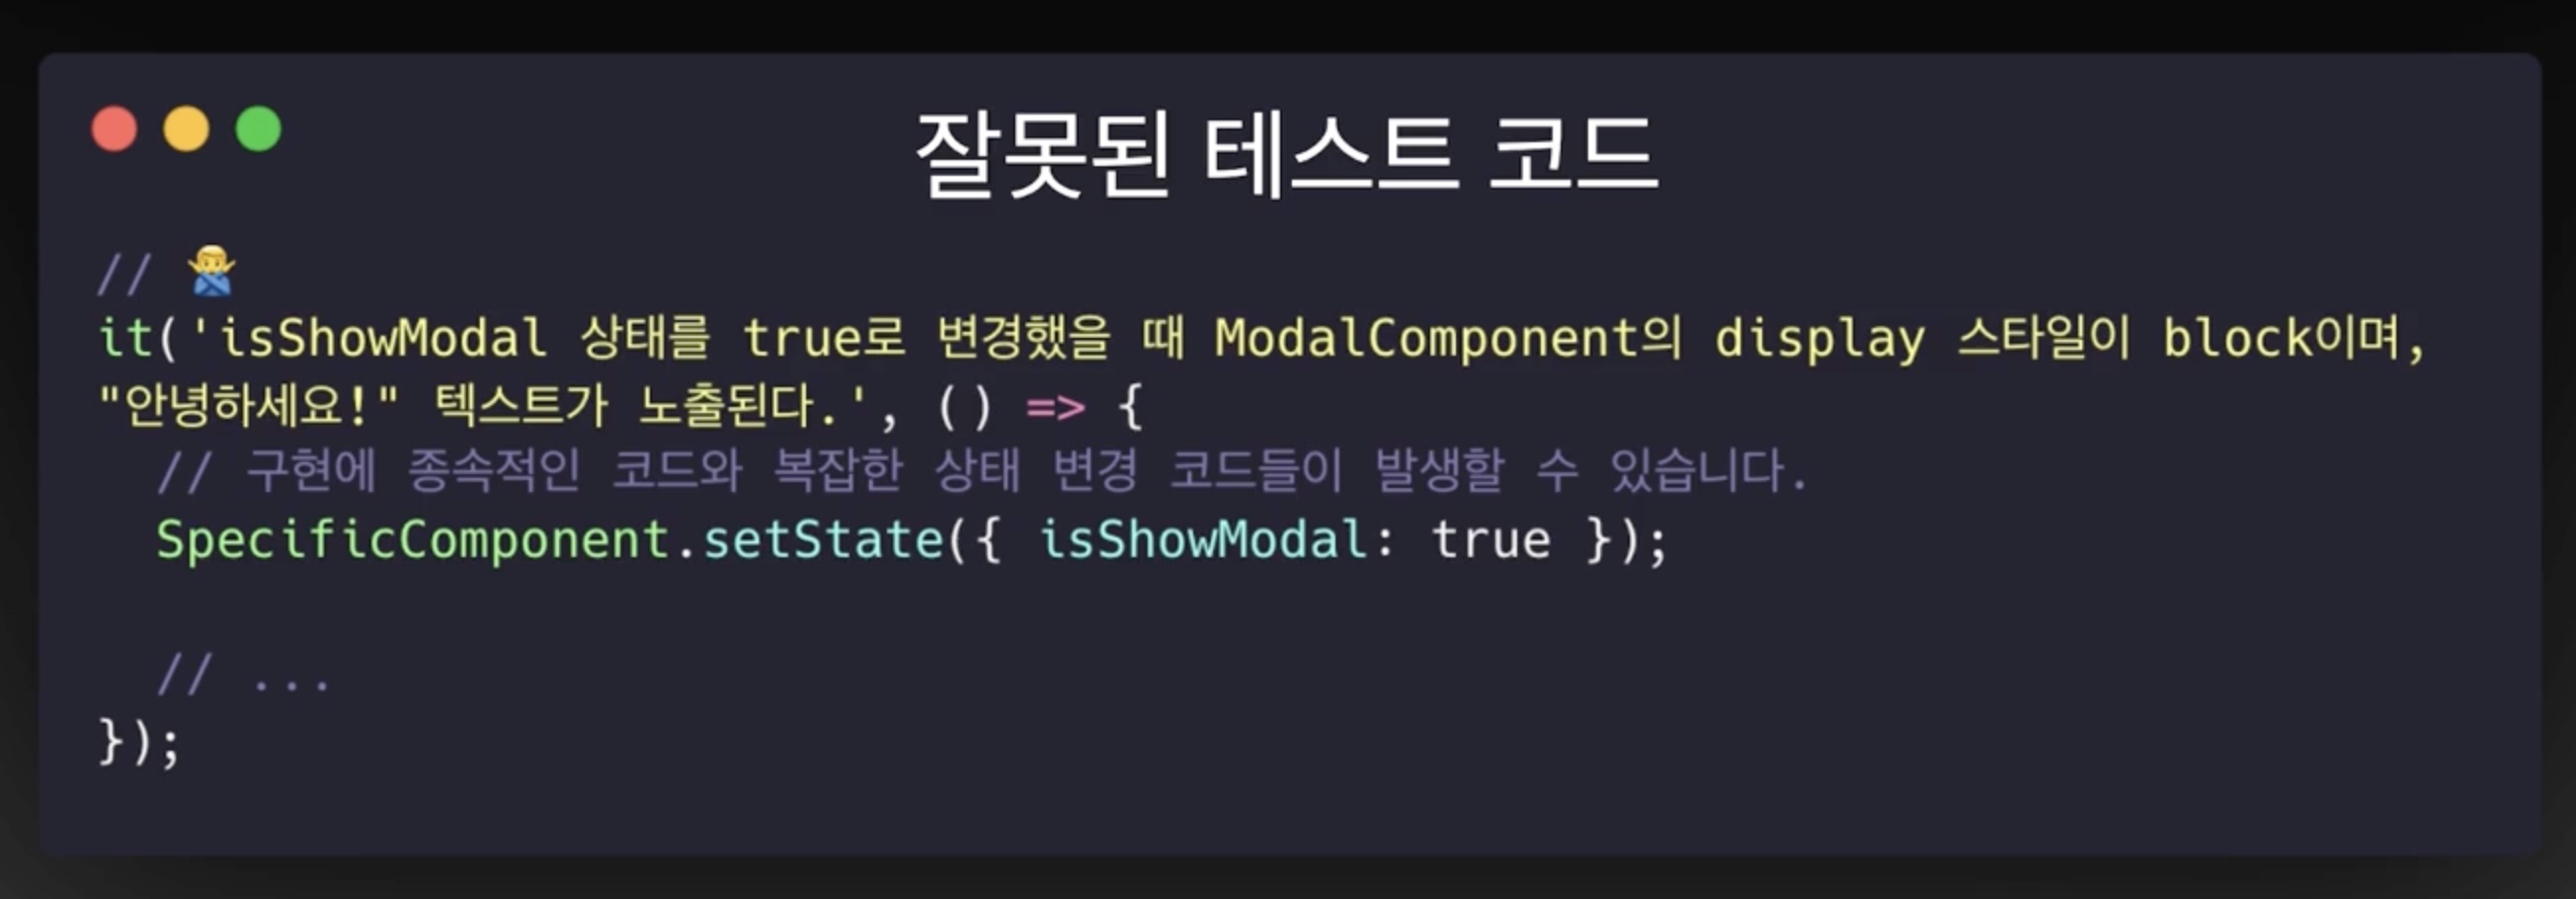 잘못된 테스트 코드
// 🙅‍♂️
it('isShowModal 상태를 true로 변경했을 때 ModalComponent의 display 스타일이 block이며,
"안녕하세요!" 텍스트가 노출된다.', () => {
// 구현에 종속적인 코드와 복잡한 상태 변경 코드들이 발생할 수 있습니다.
SpecificComponent.setState({ isShowModal: true });
// ...
});